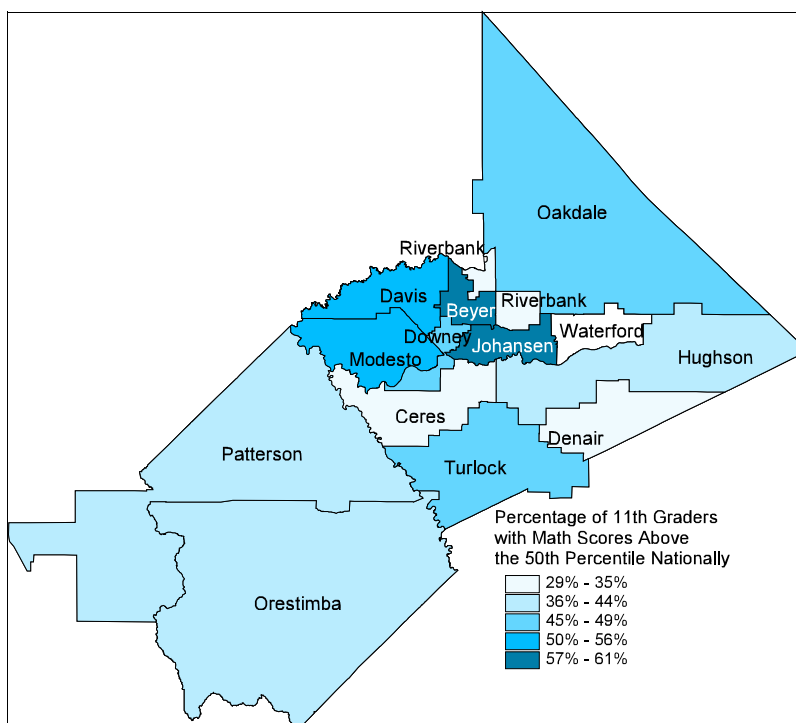 Oakdale
Riverbank
Davis
Beyer
Riverbank
Downey
Johansen
Waterford
Modesto
Hughson
Ceres
Denair
Patterson
Turlock
Orestimba
Percentage of 11th Graders
with Math Scores Above
the 50th Percentile Nationally
29% - 35%
36% - 44%
45% - 49%
50% - 56%
57% - 61%